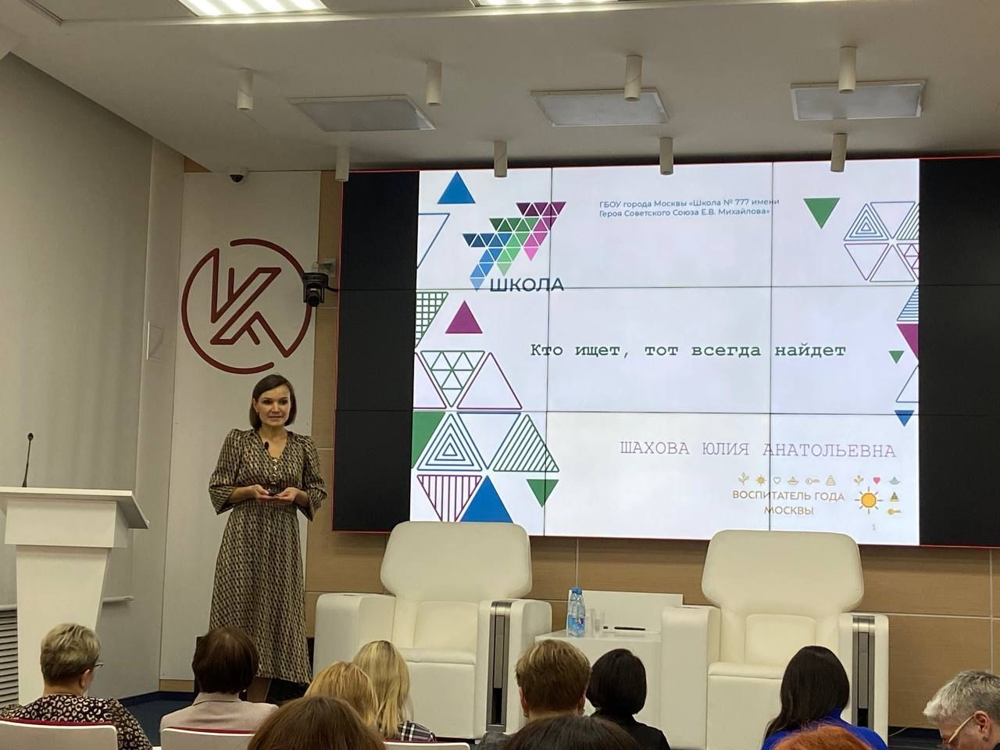 ГБОУ города Москвы «Школа № 777 имени
Героя Советского Союза Е.В. Михайлова»
ШКОЛА
Кто ищет, тот всегда найдет
ШАХОВА ЮЛИЯ АНАТОЛЬЕВНА
ВОСПИТАТЕЛЬ ГОДА
МОСКВЫ
1